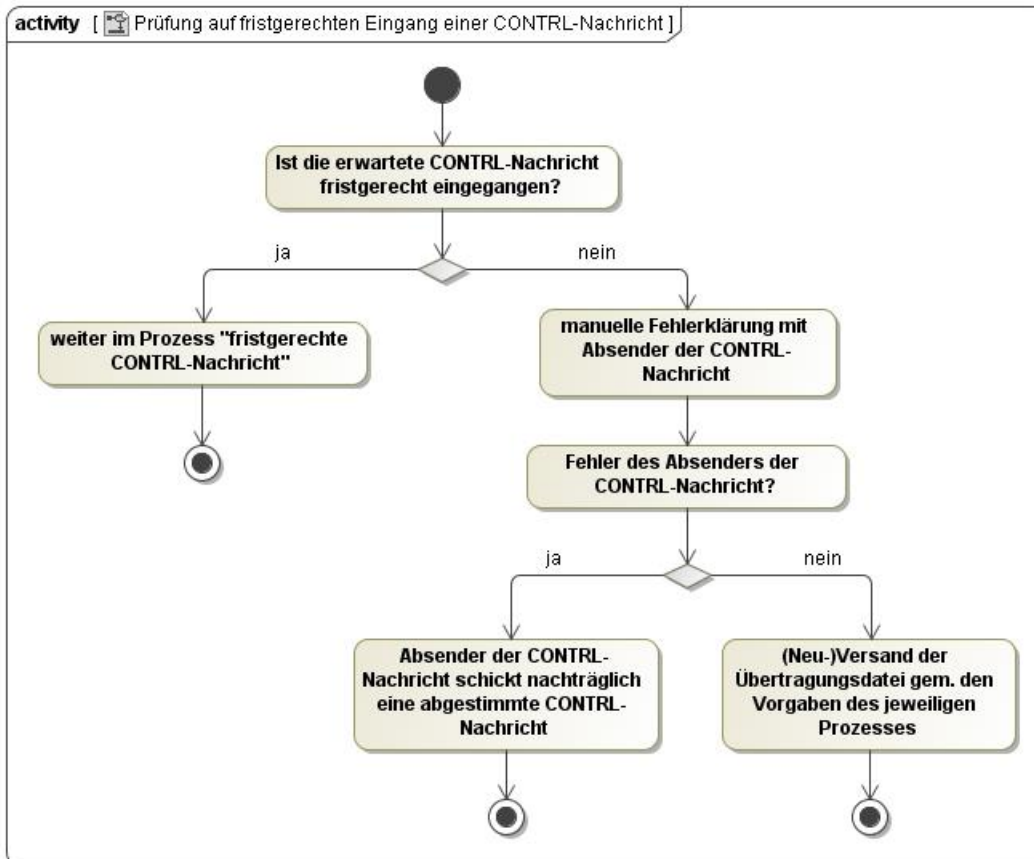 activity [ Prüfung auf fristgerechten Eingang einer CONTRL-Nachricht ]
Ist die erwartete CONTRL-Nachricht
fristgerecht eingegangen?
ja
nein
weiter im Prozess "fristgerechte
CONTRL-Nachricht"
manuelle Fehlerklärung mit
Absender der CONTRL-
Nachricht
Fehler des Absenders der
CONTRL-Nachricht?
ja
nein
Absender der CONTRL-
Nachricht schickt nachträglich
eine abgestimmte CONTRL-
Nachricht
(Neu-)Versand der
Übertragungsdatei gem. den
Vorgaben des jeweiligen
Prozesses